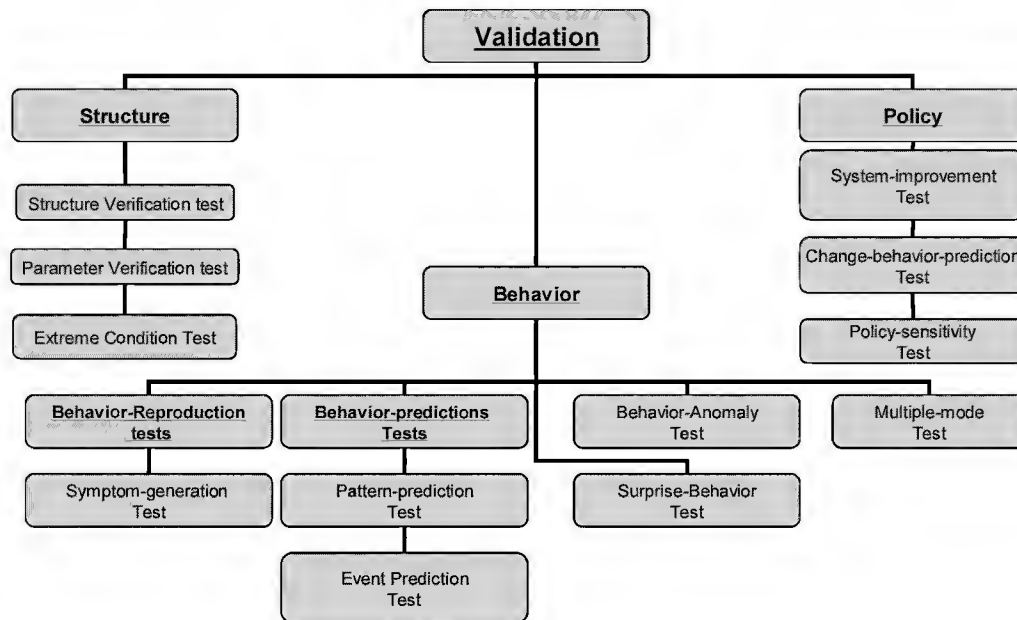 Validation
Structure
Structure Verification test
Parameter Verification test
Extreme Condition Test
Policy
System-improvement
Test
Change-behavior-prediction
Test
Policy-sensitivity
Test
Behavior
Behavior-Reproduction
tests
Symptom-generation
Test
Behavior-predictions
Tests
Pattern-prediction
Test
Event Prediction
Test
Behavior-Anomaly
Test
Surprise-Behavior
Test
Multiple-mode
Test